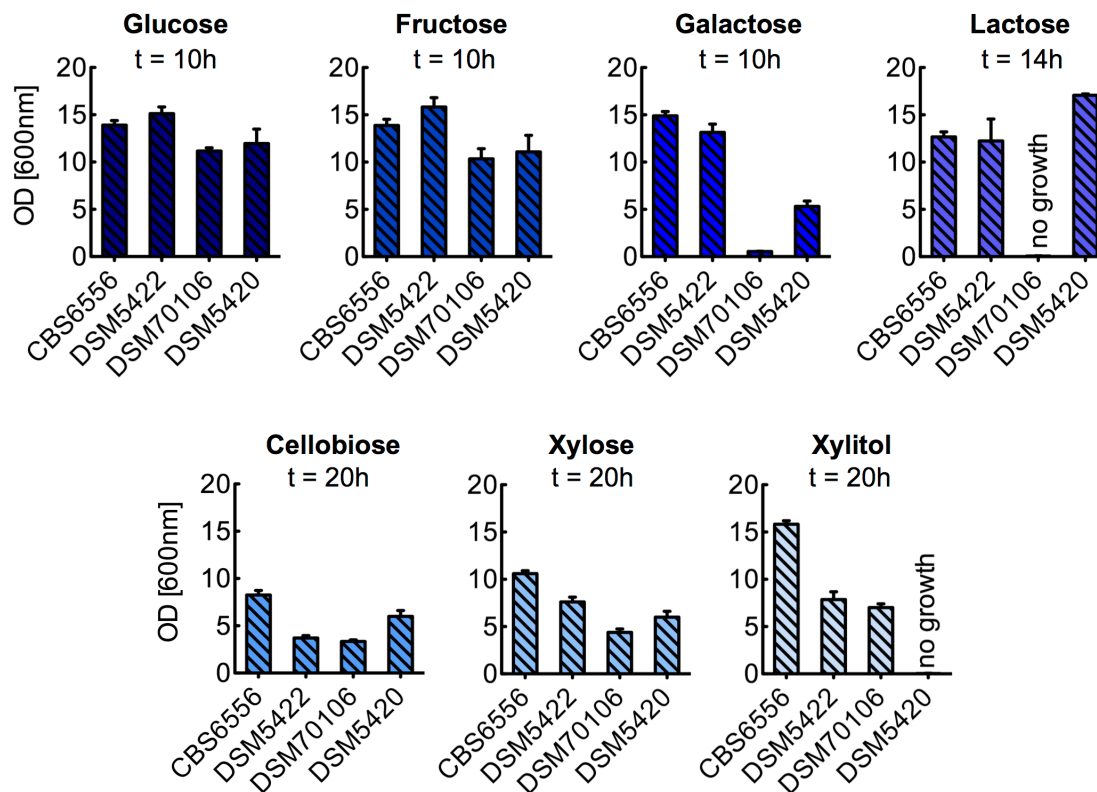 Glucose
t = 10h
OD [600nm]
20
15
10
5
0
CBS6556
DSM5422
DSM70106
DSM5420
Fructose
t = 10h
20
15
10
5
0
CBS6556
DSM5422
DSM70106
DSM5420
Galactose
t = 10h
20
15
10
5
0
CBS6556
DSM5422
DSM70106
DSM5420
Lactose
t = 14h
20
15
10
5
0
no growth
CBS6556
DSM5422
DSM70106
DSM5420
Cellobiose
t = 20h
OD [600nm]
20
15
10
5
0
CBS6556
DSM5422
DSM70106
DSM5420
Xylose
t = 20h
20
15
10
5
0
CBS6556
DSM5422
DSM70106
DSM5420
Xylitol
t = 20h
20
15
10
5
0
no growth
CBS6556
DSM5422
DSM70106
DSM5420